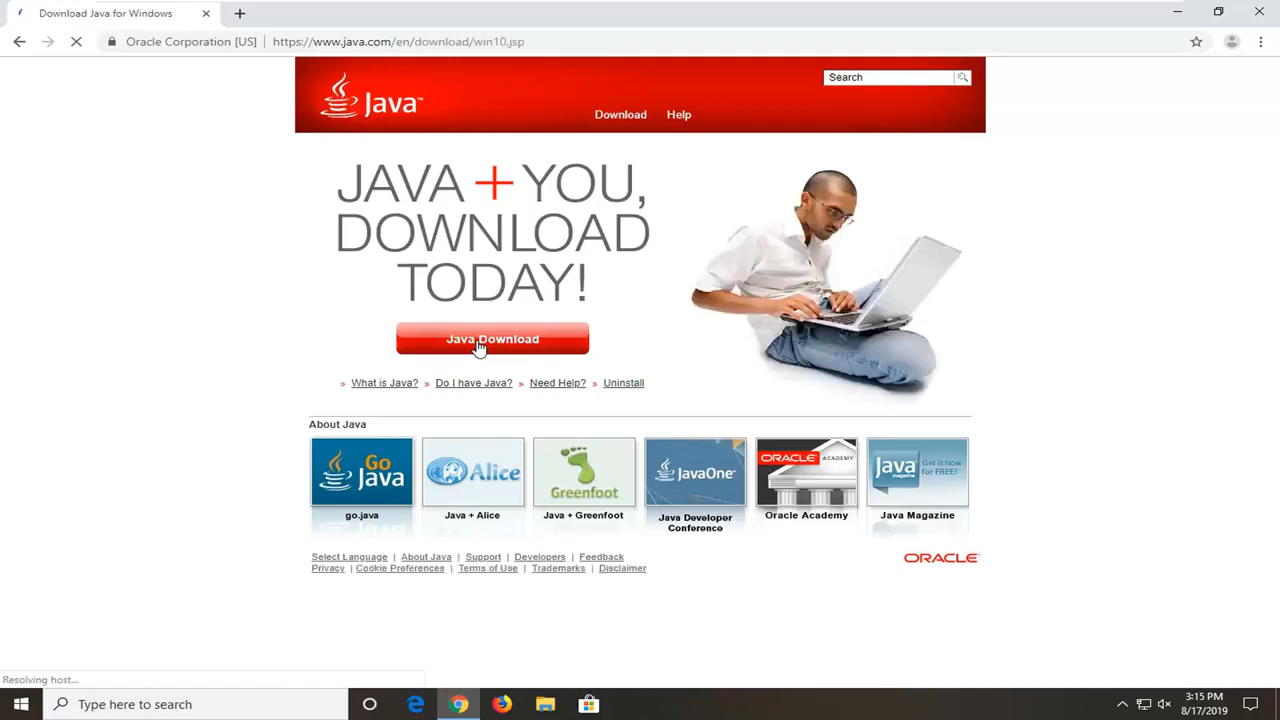 Download Java for Windows
Oracle Corporation [US] https://www.java.com/en/download/win10.jsp
Java™
Search
Download Help
JAVA + YOU,
DOWNLOAD
TODAY!
Java Download
» What is Java? » Do I have Java? » Need Help? » Uninstall
About Java
Go Java
Alice
Greenfoot
JavaOne™
ORACLE ACADEMY
Java magazine
Get it now for FREE!
go.java
Java + Alice
Java + Greenfoot
Java Developer
Conference
Oracle Academy
Java Magazine
Select Language | About Java | Support | Developers | Feedback
Privacy | Cookie Preferences | Terms of Use | Trademarks | Disclaimer
ORACLE
Resolving host...
Type here to search
3:15 PM
8/17/2019